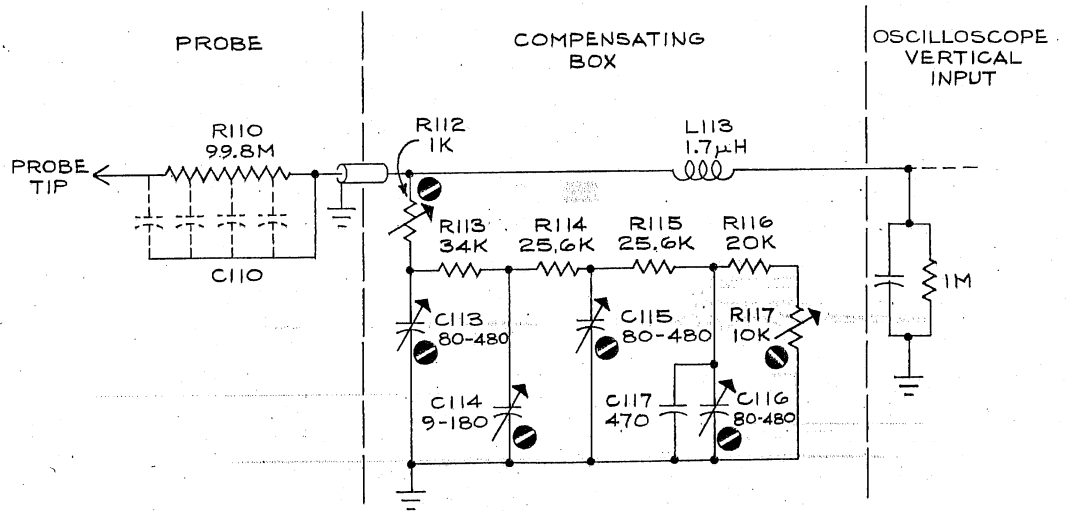 PROBE
COMPENSATING
BOX
OSCILLOSCOPE
VERTICAL
INPUT
R110
99.8M
PROBE
TIP
C110
R112
1K
L113
1.7μH
R113
34K
R114
25.6K
R115
25.6K
R116
20K
C113
80-480
C115
80-480
R117
10K
1M
C114
9-180
C117
470
C116
80-480